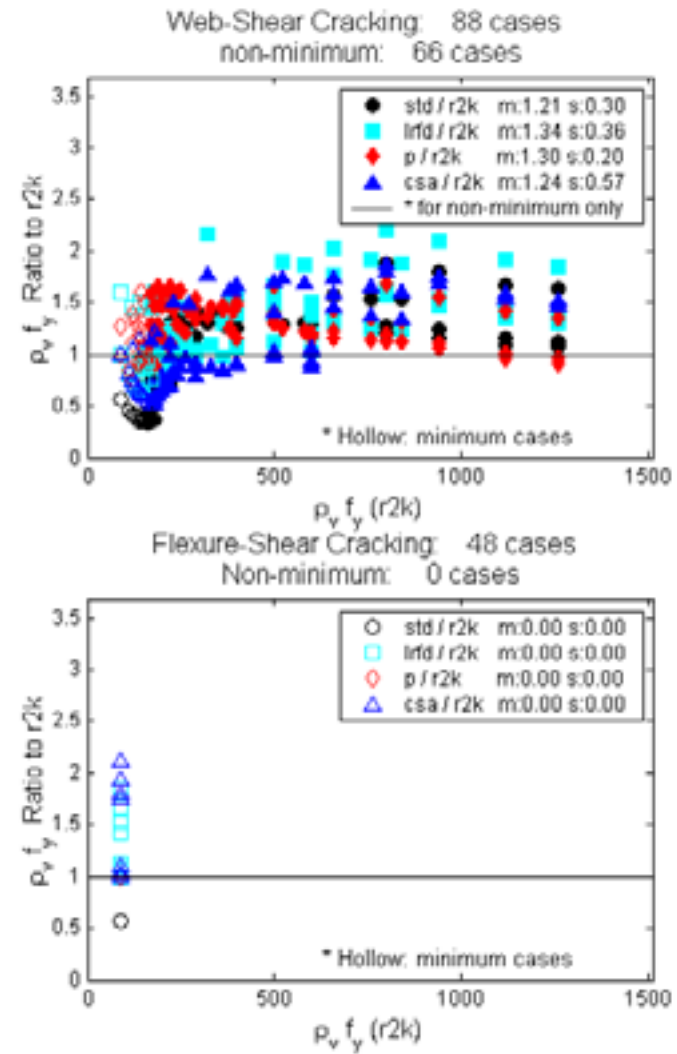 Web-Shear Cracking: 88 cases
non-minimum: 66 cases
3.5
3
2.5
2
1.5
1
0.5
0
ρv fy Ratio to r2k
std / r2k m:1.21 s:0.30
lrfd / r2k m:1.34 s:0.36
p / r2k m:1.30 s:0.20
csa / r2k m:1.24 s:0.57
* for non-minimum only
* Hollow: minimum cases
0 500 1000 1500
ρv fy (r2k)
Flexure-Shear Cracking: 48 cases
Non-minimum: 0 cases
3.5
3
2.5
2
1.5
1
0.5
0
ρv fy Ratio to r2k
std / r2k m:0.00 s:0.00
lrfd / r2k m:0.00 s:0.00
p / r2k m:0.00 s:0.00
csa / r2k m:0.00 s:0.00
* Hollow: minimum cases
0 500 1000 1500
ρv fy (r2k)